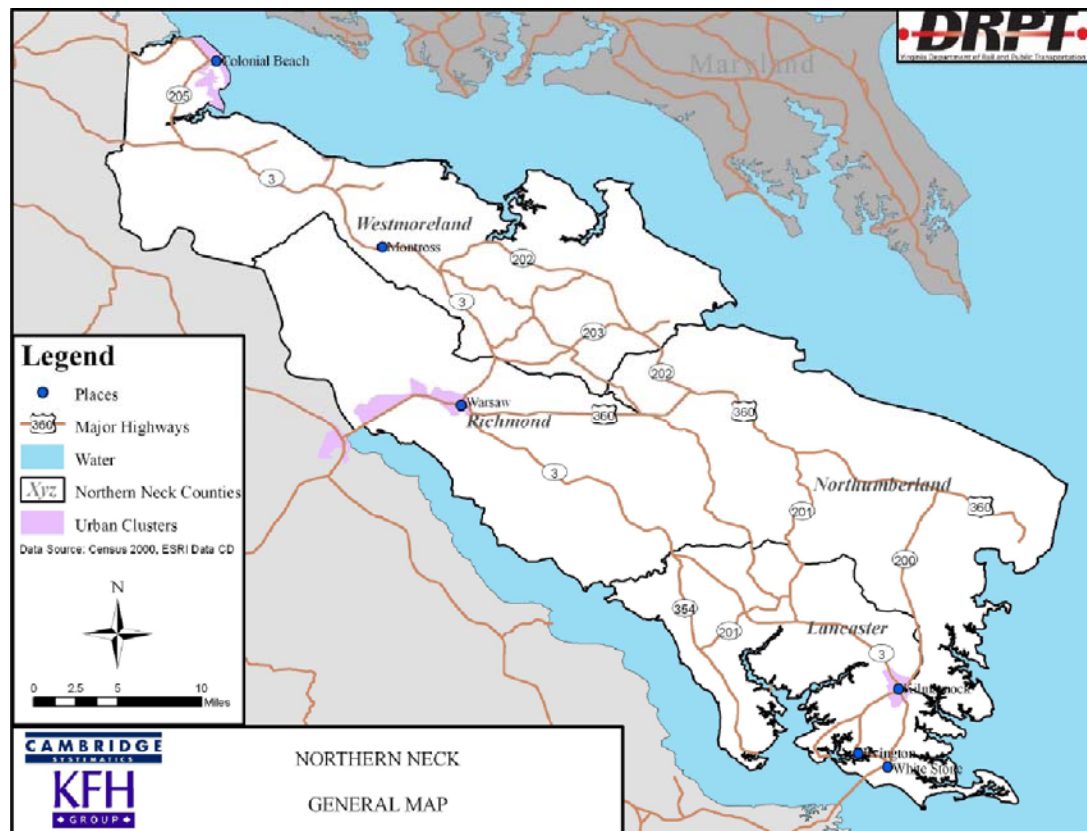 DRPT
Virginia Department of Rail and Public Transportation
Maryland
Colonial Beach
205
3
Westmoreland
Montross
202
3
203
202
Warsaw
Richmond
360
360
3
Northumberland
201
360
200
354
201
Lancaster
3
White Stone
Legend
Places
360 Major Highways
Water
Xyz Northern Neck Counties
Urban Clusters
Data Source: Census 2000, ESRI Data CD
N
0 2.5 5 10
Miles
CAMBRIDGE
SYSTEMATICS
KFH
GROUP
NORTHERN NECK
GENERAL MAP